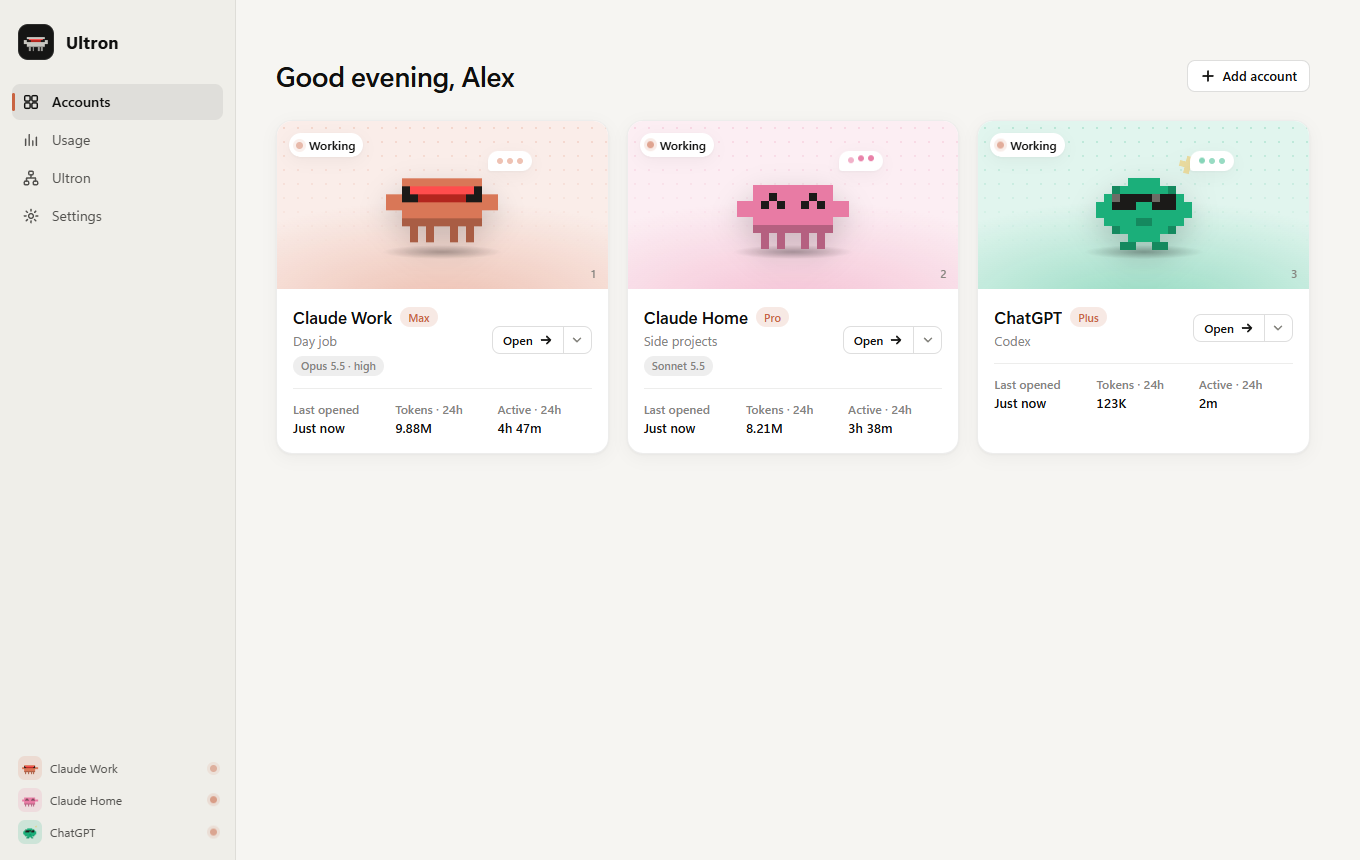 Ultron
Accounts
Usage
Ultron
Settings
Good evening, Alex
Add account
Working
1
Claude Work Max
Day job
Opus 5.5 · high
Open
Last opened Tokens · 24h Active · 24h
Just now 9.88M 4h 47m
Working
2
Claude Home Pro
Side projects
Sonnet 5.5
Open
Last opened Tokens · 24h Active · 24h
Just now 8.21M 3h 38m
Working
3
ChatGPT Plus
Codex
Open
Last opened Tokens · 24h Active · 24h
Just now 123K 2m
Claude Work
Claude Home
ChatGPT